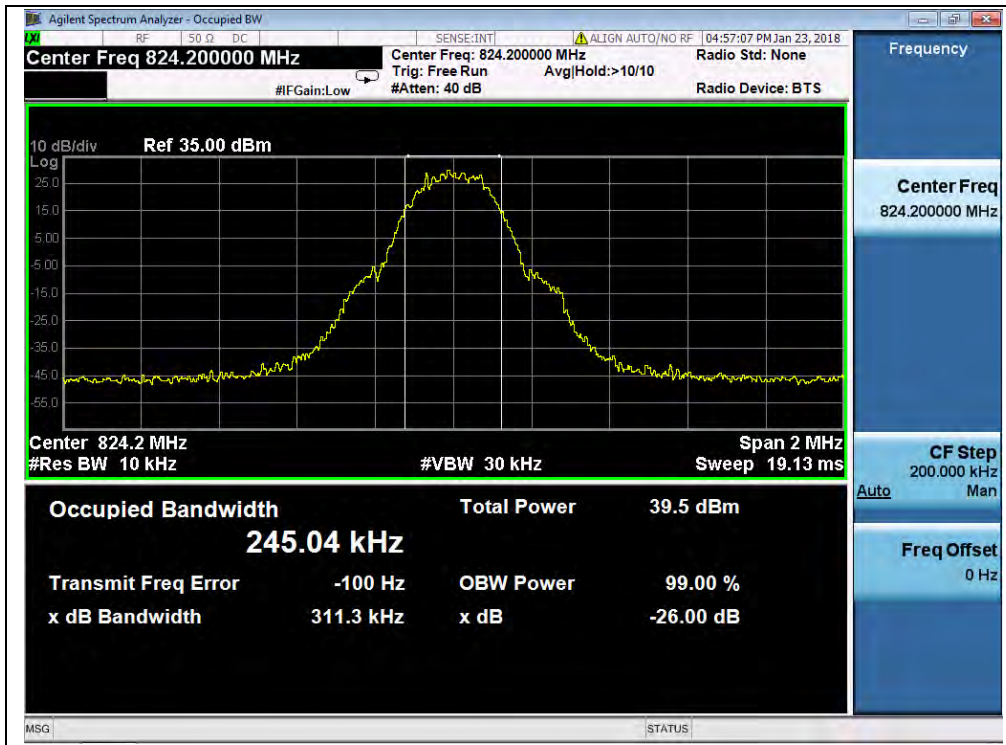 Agilent Spectrum Analyzer - Occupied BW
LXI RF 50 Ω DC SENSE:INT ALIGN AUTO/NO RF 04:57:07 PM Jan 23, 2018
Center Freq 824.200000 MHz
#IFGain:Low
Center Freq: 824.200000 MHz
Trig: Free Run Avg|Hold:>10/10
#Atten: 40 dB
Radio Std: None
Radio Device: BTS
10 dB/div Ref 35.00 dBm
Log
25.0
15.0
5.00
-5.00
-15.0
-25.0
-35.0
-45.0
-55.0
Center 824.2 MHz Span 2 MHz
#Res BW 10 kHz #VBW 30 kHz Sweep 19.13 ms
Occupied Bandwidth Total Power 39.5 dBm
245.04 kHz
Transmit Freq Error -100 Hz OBW Power 99.00 %
x dB Bandwidth 311.3 kHz x dB -26.00 dB
MSG STATUS
Frequency
Center Freq
824.200000 MHz
CF Step
200.000 kHz
Auto Man
Freq Offset
0 Hz